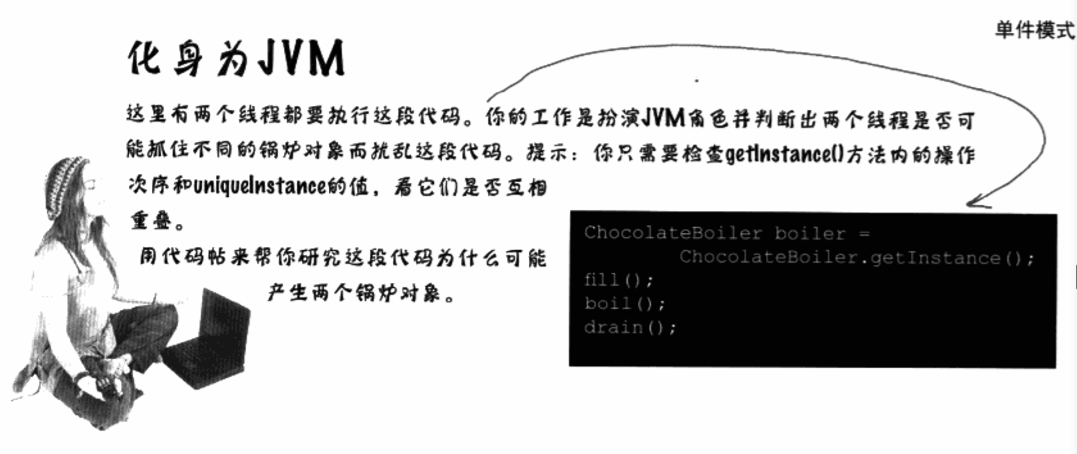 单件模式
化身为JVM
这里有两个线程都要执行这段代码。你的工作是扮演JVM角色并判断出两个线程是否可
能抓住不同的锅炉对象而扰乱这段代码。提示：你只需要检查getInstance()方法内的操作
次序和uniqueInstance的值，看它们是否互相
重叠。
用代码帖来帮你研究这段代码为什么可能
产生两个锅炉对象。
ChocolateBoiler boiler =
ChocolateBoiler.getInstance();
fill();
boil();
drain();